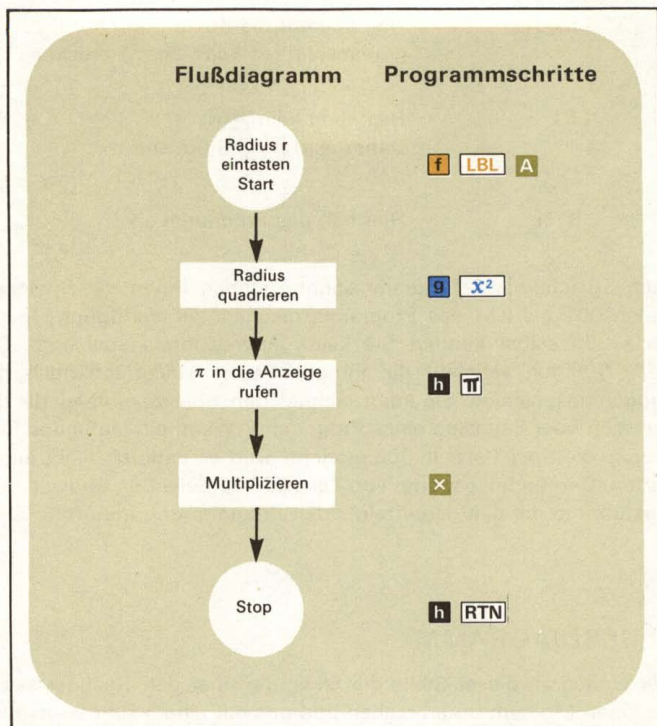 Flußdiagramm Programmschritte
Radius r
eintasten
Start
f LBL A
Radius
quadrieren
g x²
π in die Anzeige
rufen
h π
Multiplizieren
×
Stop
h RTN